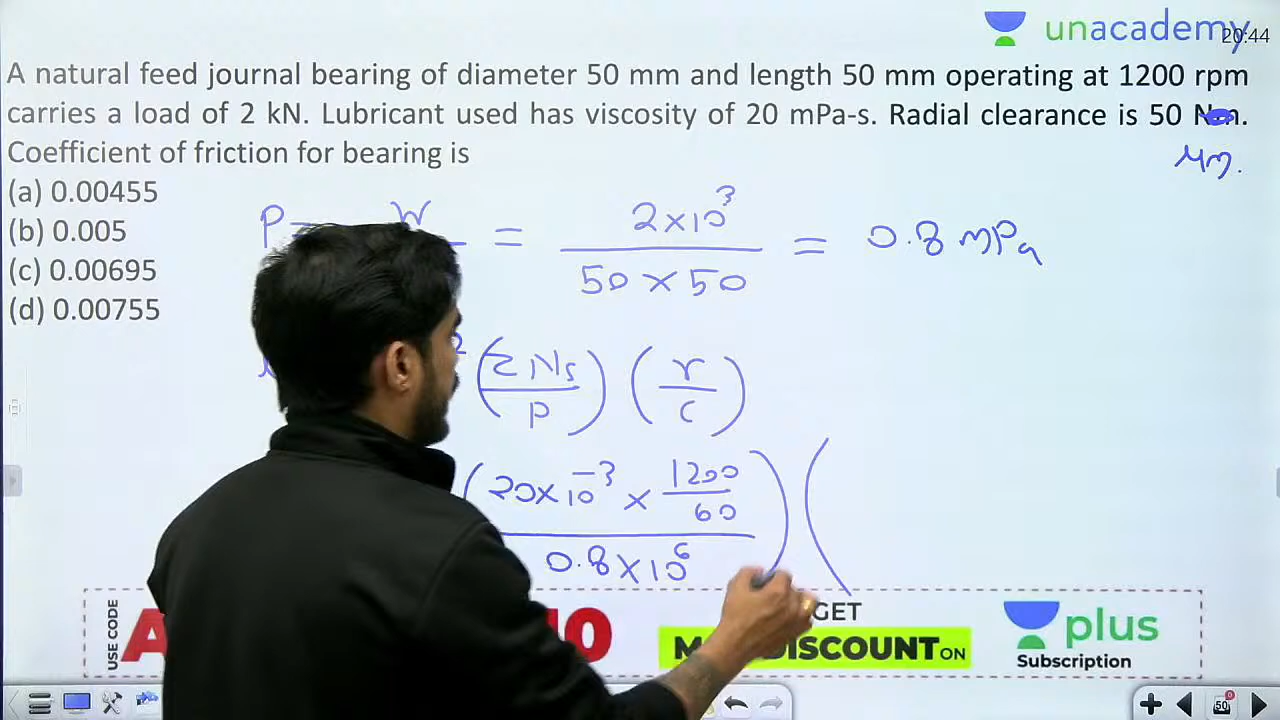 unacademy
20:44
A natural feed journal bearing of diameter 50 mm and length 50 mm operating at 1200 rpm
carries a load of 2 kN. Lubricant used has viscosity of 20 mPa-s. Radial clearance is 50
Coefficient of friction for bearing is
μm.
(a) 0.00455
(b) 0.005
(c) 0.00695
(d) 0.00755
P = W = 2×10³ = 0.8 mPa
50 × 50
2 (ZNs) (r)
P c
(20×10⁻³ × 1200) (
60
0.8×10⁶
USE CODE A 10 GET
DISCOUNT ON
plus
Subscription
50